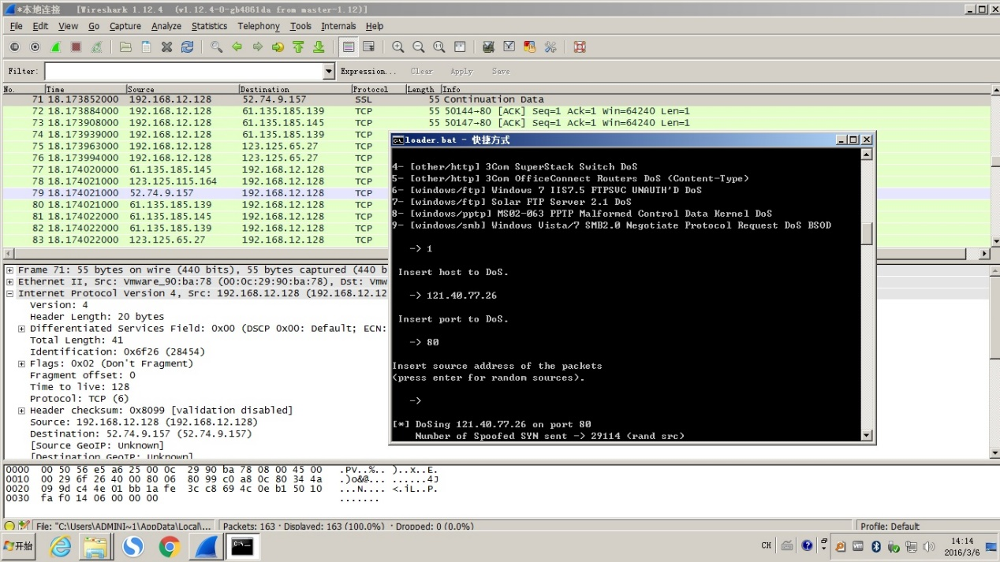 *本地连接 [Wireshark 1.12.4 (v1.12.4-0-gb4861da from master-1.12)]
File Edit View Go Capture Analyze Statistics Telephony Tools Internals Help
Filter: Expression... Clear Apply Save
No. Time Source Destination Protocol Length Info
71 18.173852000 192.168.12.128 52.74.9.157 SSL 55 Continuation Data
72 18.173884000 192.168.12.128 61.135.185.139 TCP 55 50144→80 [ACK] Seq=1 Ack=1 Win=64240 Len=1
73 18.173908000 192.168.12.128 61.135.185.145 TCP 55 50147→80 [ACK] Seq=1 Ack=1 Win=64240 Len=1
74 18.173939000 192.168.12.128 61.135.185.139 TCP
75 18.173963000 192.168.12.128 123.125.65.27 TCP
76 18.173994000 192.168.12.128 123.125.65.27 TCP
77 18.174020000 61.135.185.145 192.168.12.128 TCP
78 18.174021000 123.125.115.164 192.168.12.128 TCP
79 18.174021000 52.74.9.157 192.168.12.128 TCP
80 18.174021000 61.135.185.139 192.168.12.128 TCP
81 18.174022000 61.135.185.145 192.168.12.128 TCP
82 18.174022000 61.135.185.139 192.168.12.128 TCP
83 18.174022000 123.125.65.27 192.168.12.128 TCP
loader.bat - 快捷方式
4- [other/http] 3Com SuperStack Switch DoS
5- [other/http] 3Com OfficeConnect Routers DoS (Content-Type)
6- [windows/ftp] Windows 7 IIS7.5 FTPSVC UNAUTH'D DoS
7- [windows/ftp] Solar FTP Server 2.1 DoS
8- [windows/pptp] MS02-063 PPTP Malformed Control Data Kernel DoS
9- [windows/smb] Windows Vista/7 SMB2.0 Negotiate Protocol Request DoS BSOD
-> 1
Insert host to DoS.
-> 121.40.77.26
Insert port to DoS.
-> 80
Insert source address of the packets
(press enter for random sources).
->
[*] DoSing 121.40.77.26 on port 80
Number of Spoofed SYN sent -> 29114 (rand src)
Frame 71: 55 bytes on wire (440 bits), 55 bytes captured (440 b
Ethernet II, Src: Vmware_90:ba:78 (00:0c:29:90:ba:78), Dst: Vmw
Internet Protocol Version 4, Src: 192.168.12.128 (192.168.12.12
Version: 4
Header Length: 20 bytes
Differentiated Services Field: 0x00 (DSCP 0x00: Default; ECN:
Total Length: 41
Identification: 0x6f26 (28454)
Flags: 0x02 (Don't Fragment)
Fragment offset: 0
Time to live: 128
Protocol: TCP (6)
Header checksum: 0x8099 [validation disabled]
Source: 192.168.12.128 (192.168.12.128)
Destination: 52.74.9.157 (52.74.9.157)
[Source GeoIP: Unknown]
[Destination GeoIP: Unknown]
0000 00 50 56 e5 a6 25 00 0c 29 90 ba 78 08 00 45 00 .PV..%.. )..x..E.
0010 00 29 6f 26 40 00 80 06 80 99 c0 a8 0c 80 34 4a .)o&@... ......4J
0020 09 9d c4 4e 01 bb 1a fe 3c c8 69 4c 0e b1 50 10 ...N.... <.iL..P.
0030 fa f0 14 06 00 00 00 .......
File: "C:\Users\ADMINI~1\AppData\Local\... Packets: 163 · Displayed: 163 (100.0%) · Dropped: 0 (0.0%) Profile: Default
开始 CH 14:14
2016/3/6